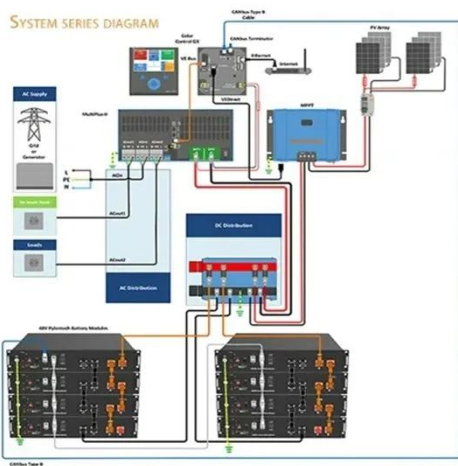 SYSTEM SERIES DIAGRAM
CANbus Type B
Cable
Color
Control GX
CANbus Terminator
PV Array
VE Bus
Ethernet
Internet
AC Supply
VEDirect
MultiPlus-II
MPPT
Grid
or
Generator
L
PE
N
ACin
ACout1
Loads
ACout2
DC Distribution
AC Distribution
48V Pylontech Battery Modules
CANbus Type B